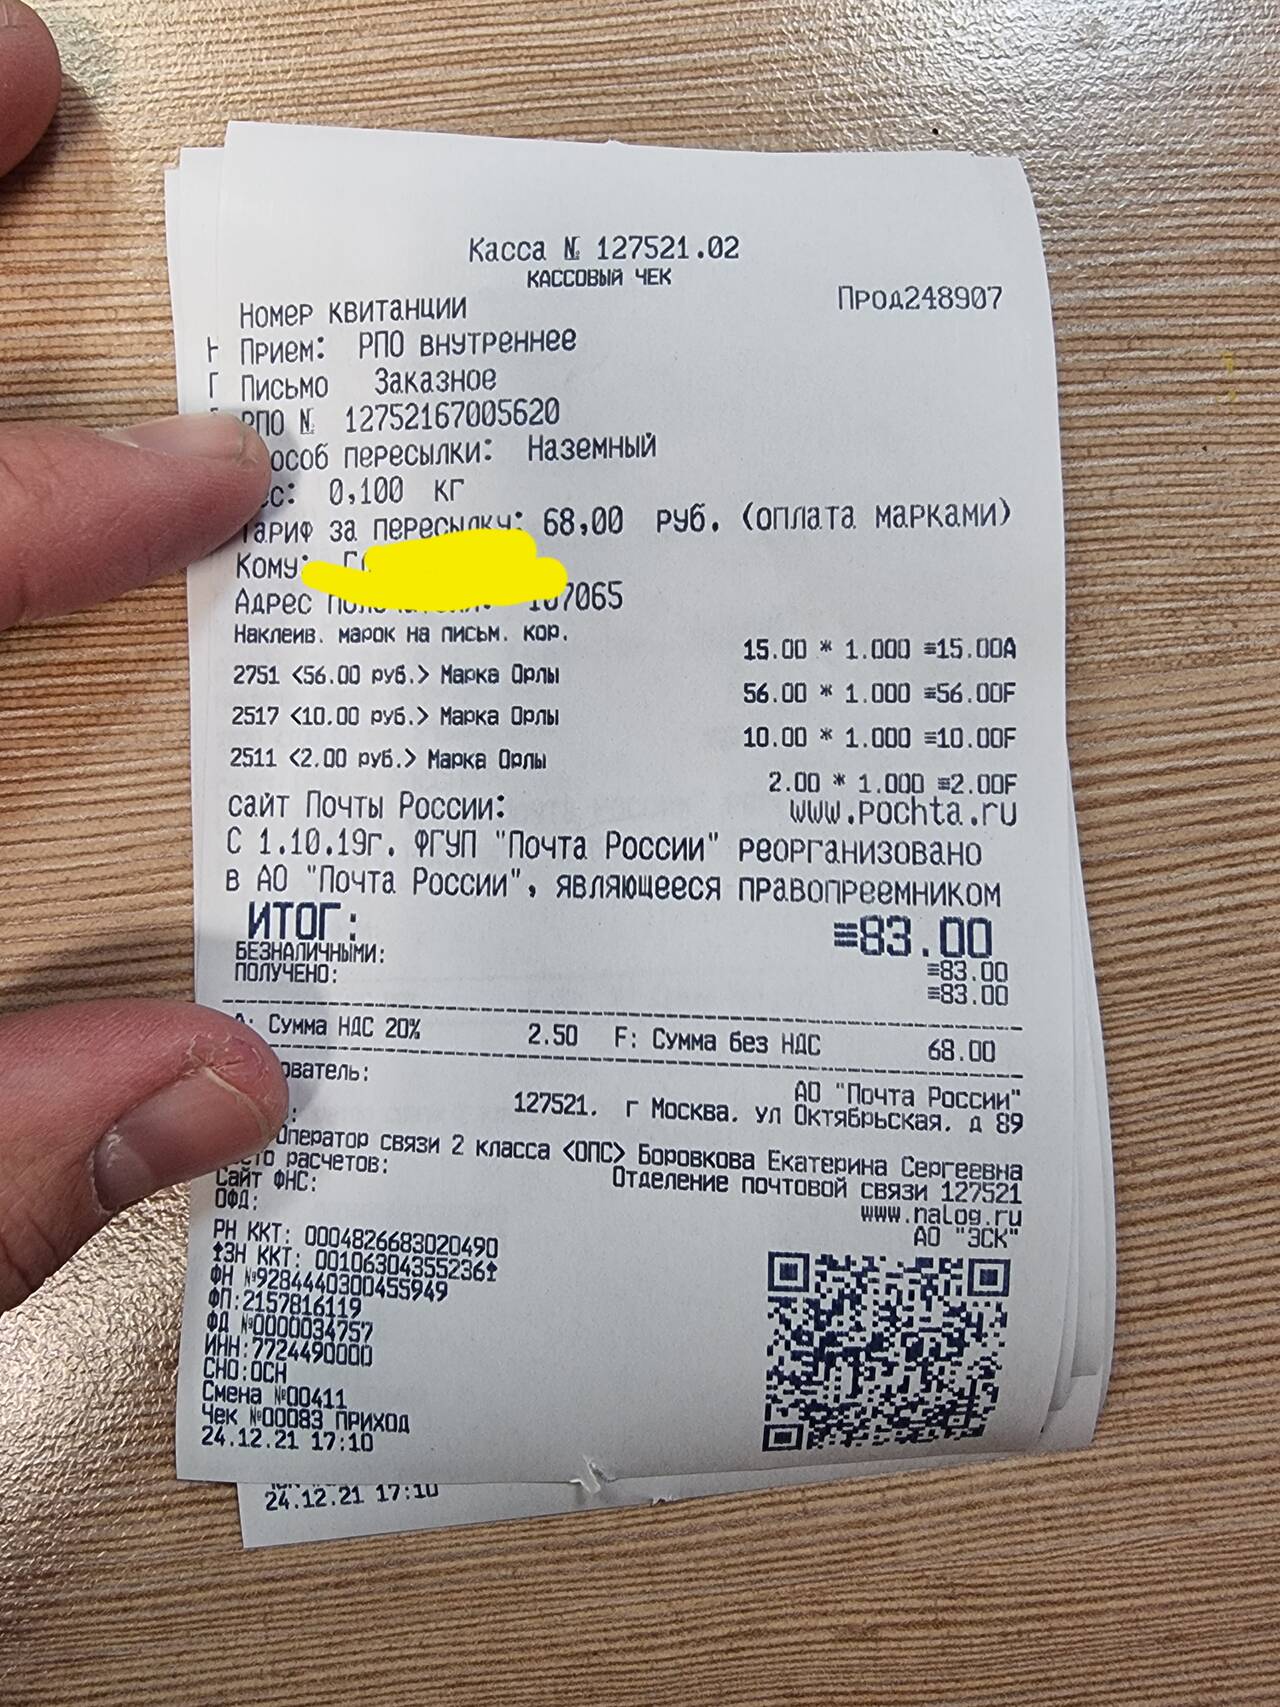 Касса № 127521.02
КАССОВЫЙ ЧЕК
Номер квитанции Прод248907
Прием: РПО внутреннее
Письмо Заказное
РПО № 12752167005620
особ пересылки: Наземный
с: 0,100 кг
Тариф за пересылку: 68,00 руб. (оплата марками)
Кому:
Адрес 107065
Наклеив. марок на письм. кор.
15.00 * 1.000 ≡15.00А
2751 <56.00 руб.> Марка Орлы
56.00 * 1.000 ≡56.00F
2517 <10.00 руб.> Марка Орлы
10.00 * 1.000 ≡10.00F
2511 <2.00 руб.> Марка Орлы
2.00 * 1.000 ≡2.00F
сайт Почты России: www.pochta.ru
С 1.10.19г. ФГУП "Почта России" реорганизовано
в АО "Почта России", являющееся правопреемником
ИТОГ: ≡83.00
БЕЗНАЛИЧНЫМИ: ≡83.00
ПОЛУЧЕНО: ≡83.00
А: Сумма НДС 20% 2.50 F: Сумма без НДС 68.00
ователь: АО "Почта России"
127521, г Москва, ул Октябрьская, д 89
Оператор связи 2 класса <ОПС> Боровкова Екатерина Сергеевна
сто расчетов: Отделение почтовой связи 127521
Сайт ФНС: www.nalog.ru
ОФД: АО "ЭСК"
РН ККТ: 0004826683020490
↑ЗН ККТ: 00106304355236↑
ФН №9284440300455949
ФП:2157816119
ФД №0000034757
ИНН:7724490000
СНО:ОСН
Смена №00411
Чек №00083 ПРИХОД
24.12.21 17:10
24.12.21 17:10